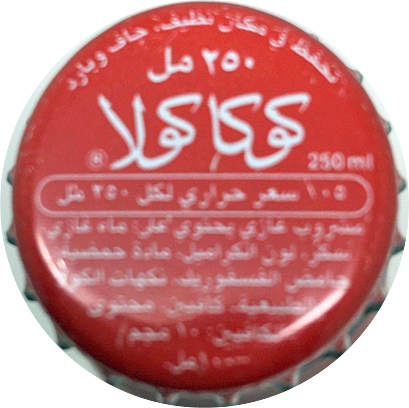 تحفظ في مكان نظيف، جاف وبارد
٢٥٠ مل
كوكاكولا
® 250 ml
١٠٥ سعر حراري لكل ٢٥٠ مل
مشروب غازي يحتوي على: ماء غازي
سكر، لون الكراميل، مادة حمضية
حامض الفسفوريك، نكهات الكولا
الطبيعية، كافيين. محتوى
الكافيين: ١٠ مجم/
١٠٠ مل